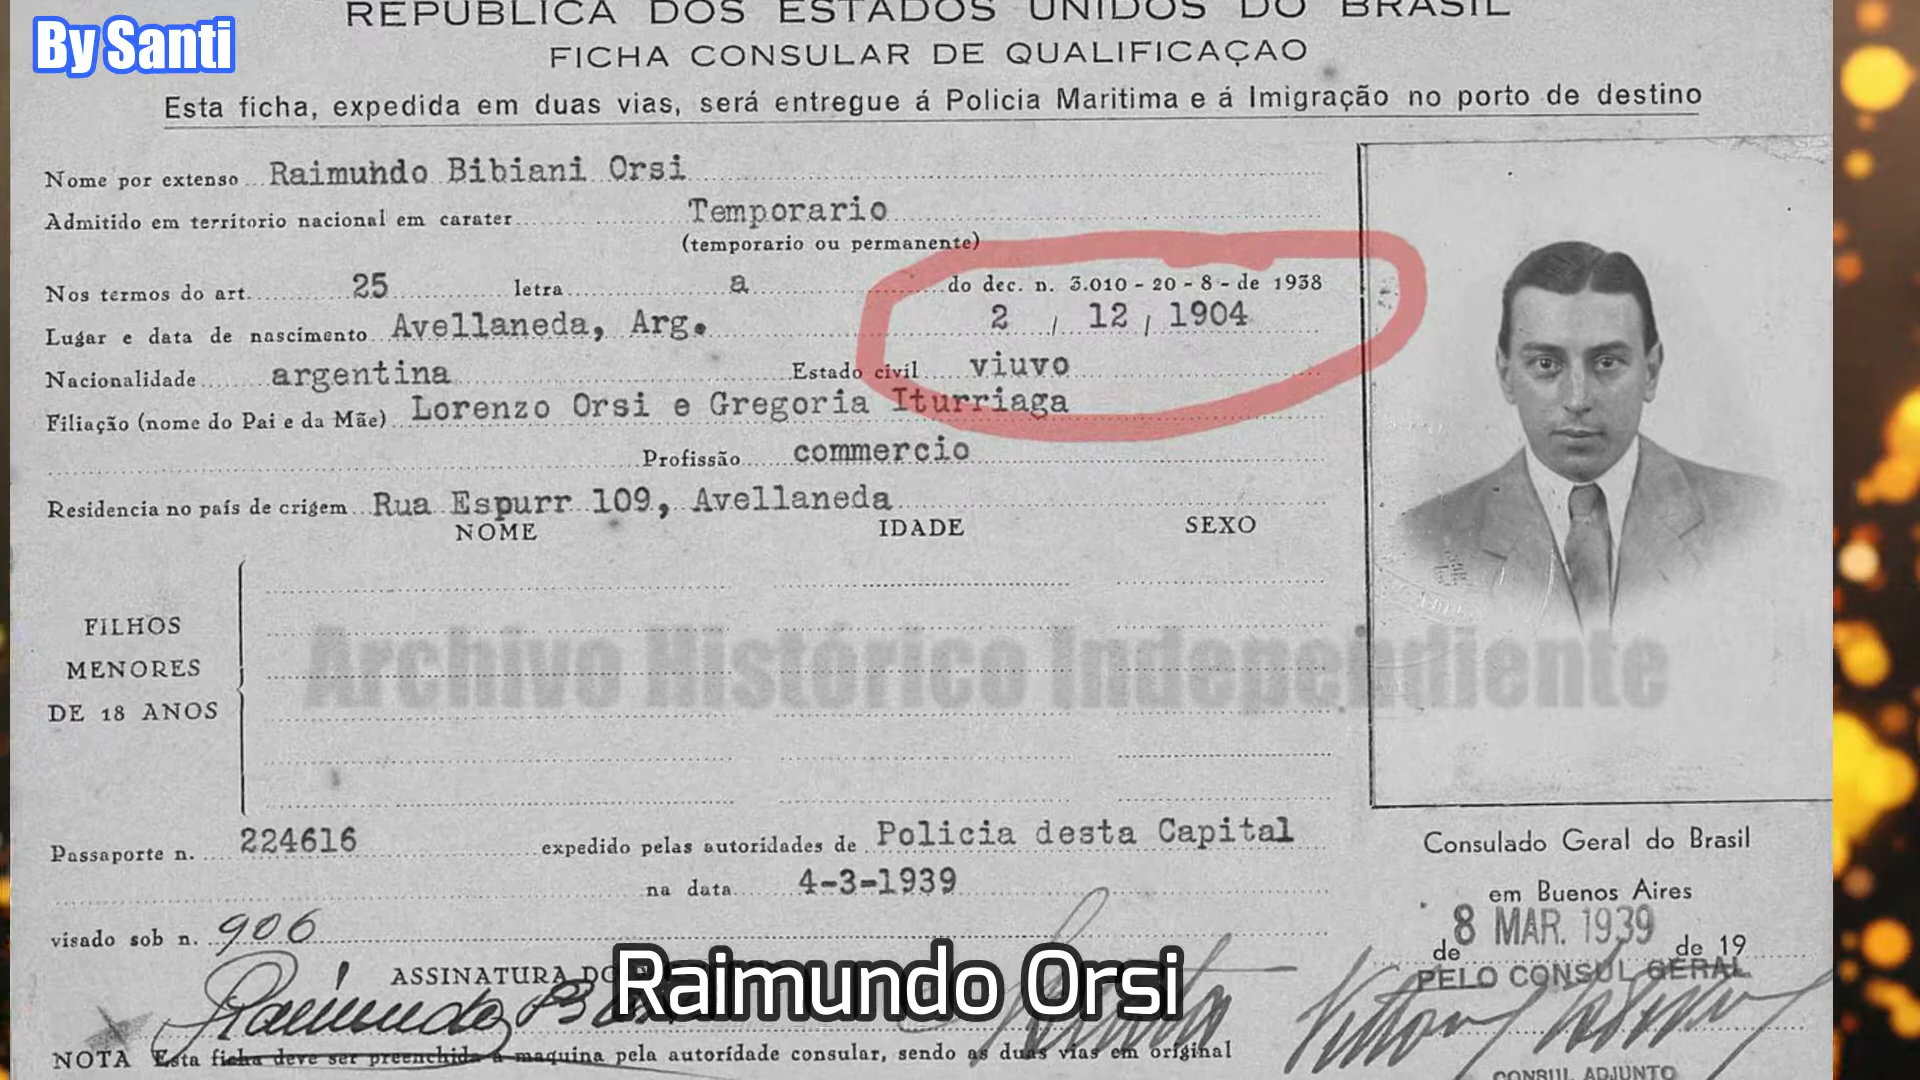 By Santi
REPUBLICA DOS ESTADOS UNIDOS DO BRASIL
FICHA CONSULAR DE QUALIFICAÇAO
Esta ficha, expedida em duas vias, será entregue á Policia Maritima e á Imigração no porto de destino
Nome por extenso Raimundo Bibiani Orsi
Admitido em territorio nacional em carater Temporario
(temporario ou permanente)
Nos termos do art. 25 letra a do dec. n. 3.010 - 20 - 8 - de 1938
Lugar e data de nascimento Avellaneda, Arg. 2 / 12 / 1904
Nacionalidade argentina Estado civil viuvo
Filiação (nome do Pai e da Mãe) Lorenzo Orsi e Gregoria Iturriaga
Profissão commercio
Residencia no país de crigem Rua Espurr 109, Avellaneda
NOME IDADE SEXO
FILHOS
MENORES
DE 18 ANOS
Archivo Histórico Independiente
Passaporte n. 224616 expedido pelas autoridades de Policia desta Capital
na data 4-3-1939
visado sob n. 906
Consulado Geral do Brasil
em Buenos Aires
de 8 MAR. 1939 de 19
PELO CONSUL GERAL
ASSINATURA DO
Raimundo B
Raimundo Orsi
NOTA Esta ficha deve ser preenchida a maquina pela autorídade consular, sendo as duas vias em original
CONSUL ADJUNTO